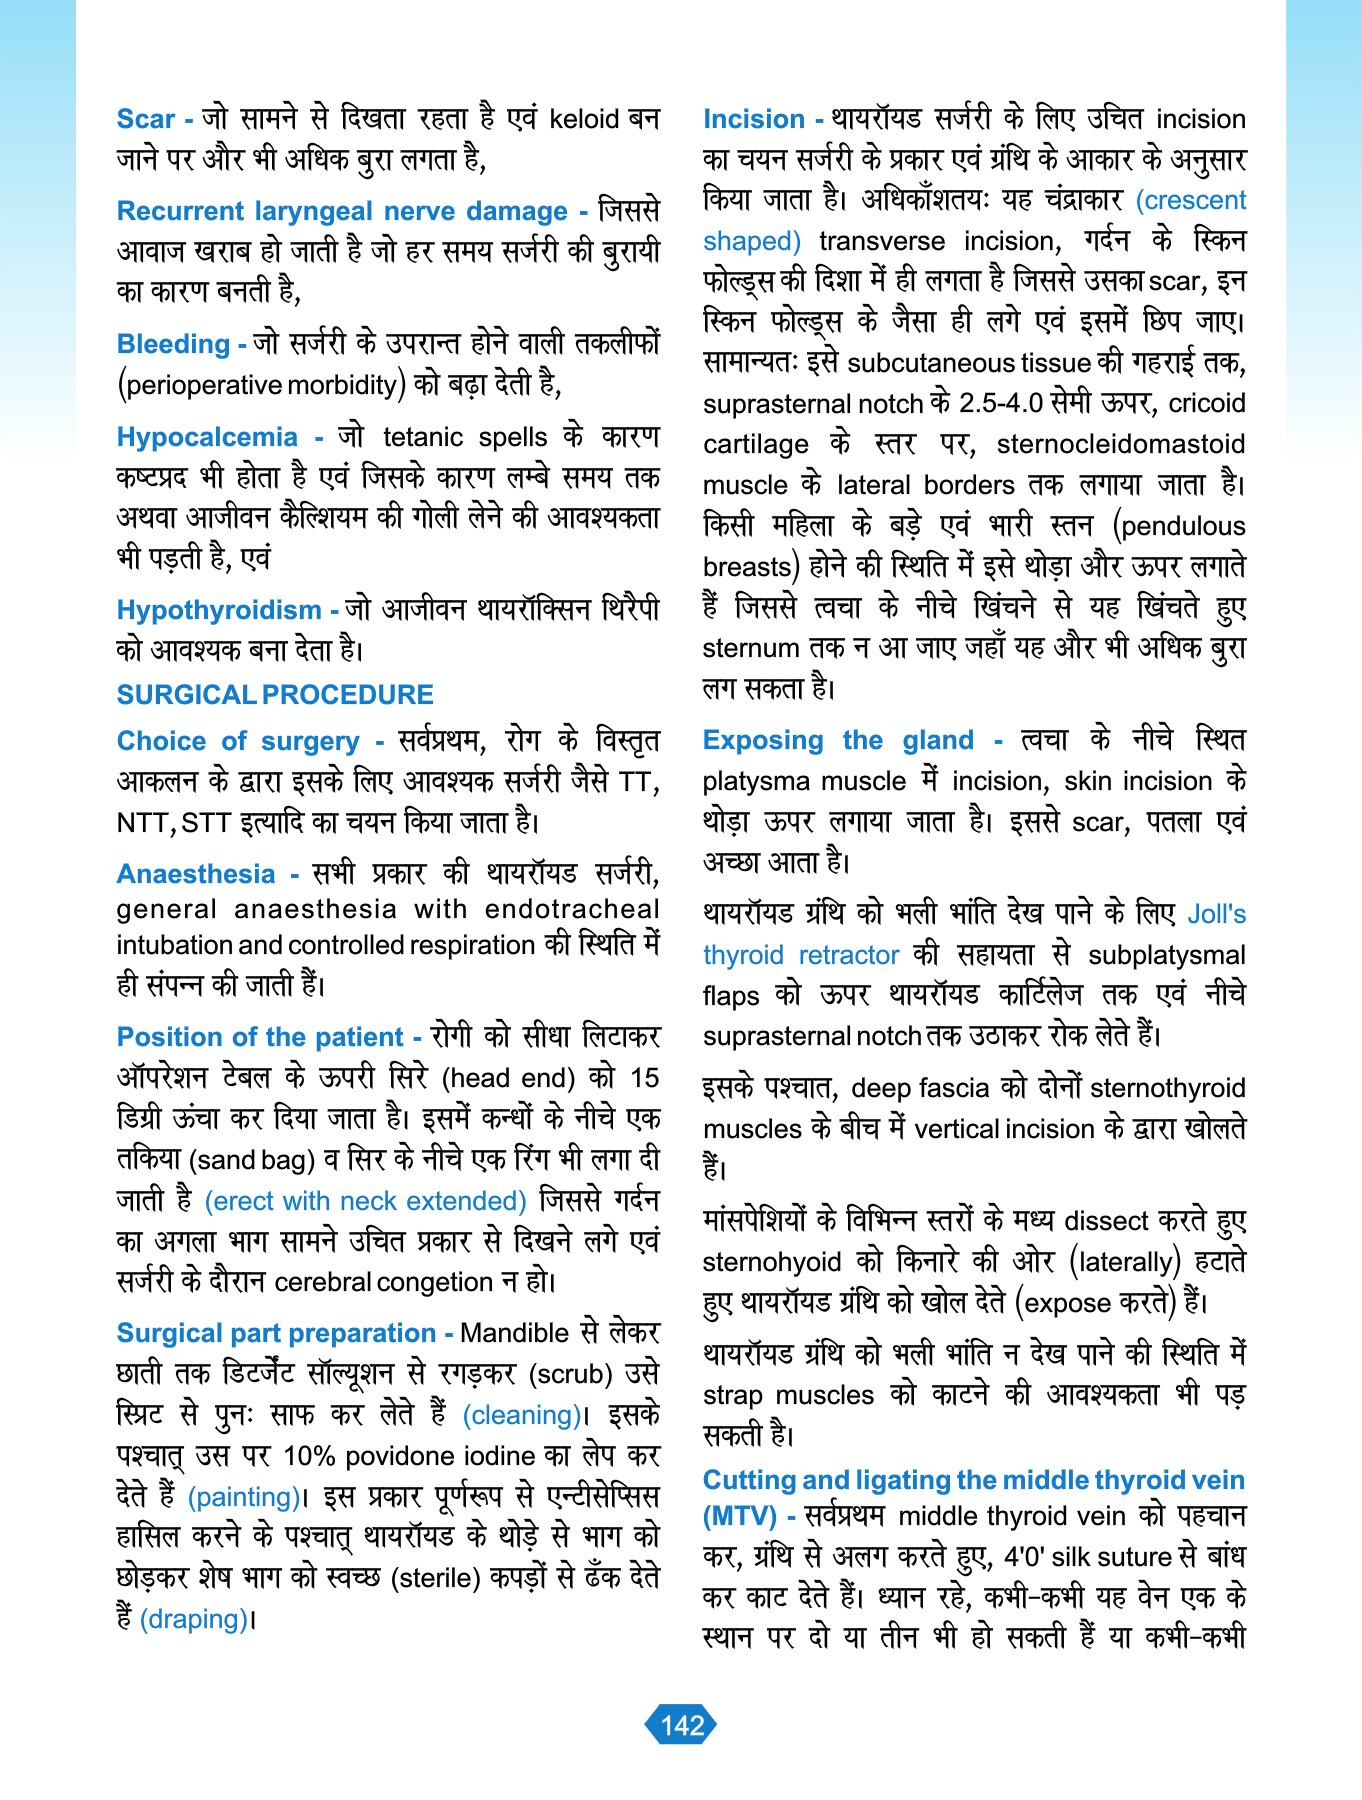 Scar - जो सामने से दिखता रहता है एवं keloid बन
जाने पर और भी अधिक बुरा लगता है,
Recurrent laryngeal nerve damage - जिससे
आवाज खराब हो जाती है जो हर समय सर्जरी की बुरायी
का कारण बनती है,
Bleeding - जो सर्जरी के उपरान्त होने वाली तकलीफों
(perioperative morbidity) को बढ़ा देती है,
Hypocalcemia - जो tetanic spells के कारण
कष्टप्रद भी होता है एवं जिसके कारण लम्बे समय तक
अथवा आजीवन कैल्शियम की गोली लेने की आवश्यकता
भी पड़ती है, एवं
Hypothyroidism - जो आजीवन थायरॉक्सिन थिरैपी
को आवश्यक बना देता है।
SURGICAL PROCEDURE
Choice of surgery - सर्वप्रथम, रोग के विस्तृत
आकलन के द्वारा इसके लिए आवश्यक सर्जरी जैसे TT,
NTT, STT इत्यादि का चयन किया जाता है।
Anaesthesia - सभी प्रकार की थायरॉयड सर्जरी,
general anaesthesia with endotracheal
intubation and controlled respiration की स्थिति में
ही संपन्न की जाती हैं।
Position of the patient - रोगी को सीधा लिटाकर
ऑपरेशन टेबल के ऊपरी सिरे (head end) को 15
डिग्री ऊंचा कर दिया जाता है। इसमें कन्धों के नीचे एक
तकिया (sand bag) व सिर के नीचे एक रिंग भी लगा दी
जाती है (erect with neck extended) जिससे गर्दन
का अगला भाग सामने उचित प्रकार से दिखने लगे एवं
सर्जरी के दौरान cerebral congetion न हो।
Surgical part preparation - Mandible से लेकर
छाती तक डिटर्जेंट सॉल्यूशन से रगड़कर (scrub) उसे
स्प्रिट से पुनः साफ कर लेते हैं (cleaning)। इसके
पश्चात् उस पर 10% povidone iodine का लेप कर
देते हैं (painting)। इस प्रकार पूर्णरूप से एन्टीसेप्सिस
हासिल करने के पश्चात् थायरॉयड के थोड़े से भाग को
छोड़कर शेष भाग को स्वच्छ (sterile) कपड़ों से ढँक देते
हैं (draping)।
Incision - थायरॉयड सर्जरी के लिए उचित incision
का चयन सर्जरी के प्रकार एवं ग्रंथि के आकार के अनुसार
किया जाता है। अधिकाँशतयः यह चंद्राकार (crescent
shaped) transverse incision, गर्दन के स्किन
फोल्ड्स की दिशा में ही लगता है जिससे उसका scar, इन
स्किन फोल्ड्स के जैसा ही लगे एवं इसमें छिप जाए।
सामान्यतः इसे subcutaneous tissue की गहराई तक,
suprasternal notch के 2.5-4.0 सेमी ऊपर, cricoid
cartilage के स्तर पर, sternocleidomastoid
muscle के lateral borders तक लगाया जाता है।
किसी महिला के बड़े एवं भारी स्तन (pendulous
breasts) होने की स्थिति में इसे थोड़ा और ऊपर लगाते
हैं जिससे त्वचा के नीचे खिंचने से यह खिंचते हुए
sternum तक न आ जाए जहाँ यह और भी अधिक बुरा
लग सकता है।
Exposing the gland - त्वचा के नीचे स्थित
platysma muscle में incision, skin incision के
थोड़ा ऊपर लगाया जाता है। इससे scar, पतला एवं
अच्छा आता है।
थायरॉयड ग्रंथि को भली भांति देख पाने के लिए Joll's
thyroid retractor की सहायता से subplatysmal
flaps को ऊपर थायरॉयड कार्टिलेज तक एवं नीचे
suprasternal notch तक उठाकर रोक लेते हैं।
इसके पश्चात, deep fascia को दोनों sternothyroid
muscles के बीच में vertical incision के द्वारा खोलते
हैं।
मांसपेशियों के विभिन्न स्तरों के मध्य dissect करते हुए
sternohyoid को किनारे की ओर (laterally) हटाते
हुए थायरॉयड ग्रंथि को खोल देते (expose करते) हैं।
थायरॉयड ग्रंथि को भली भांति न देख पाने की स्थिति में
strap muscles को काटने की आवश्यकता भी पड़
सकती है।
Cutting and ligating the middle thyroid vein
(MTV) - सर्वप्रथम middle thyroid vein को पहचान
कर, ग्रंथि से अलग करते हुए, 4'0' silk suture से बांध
कर काट देते हैं। ध्यान रहे, कभी-कभी यह वेन एक के
स्थान पर दो या तीन भी हो सकती हैं या कभी-कभी
142